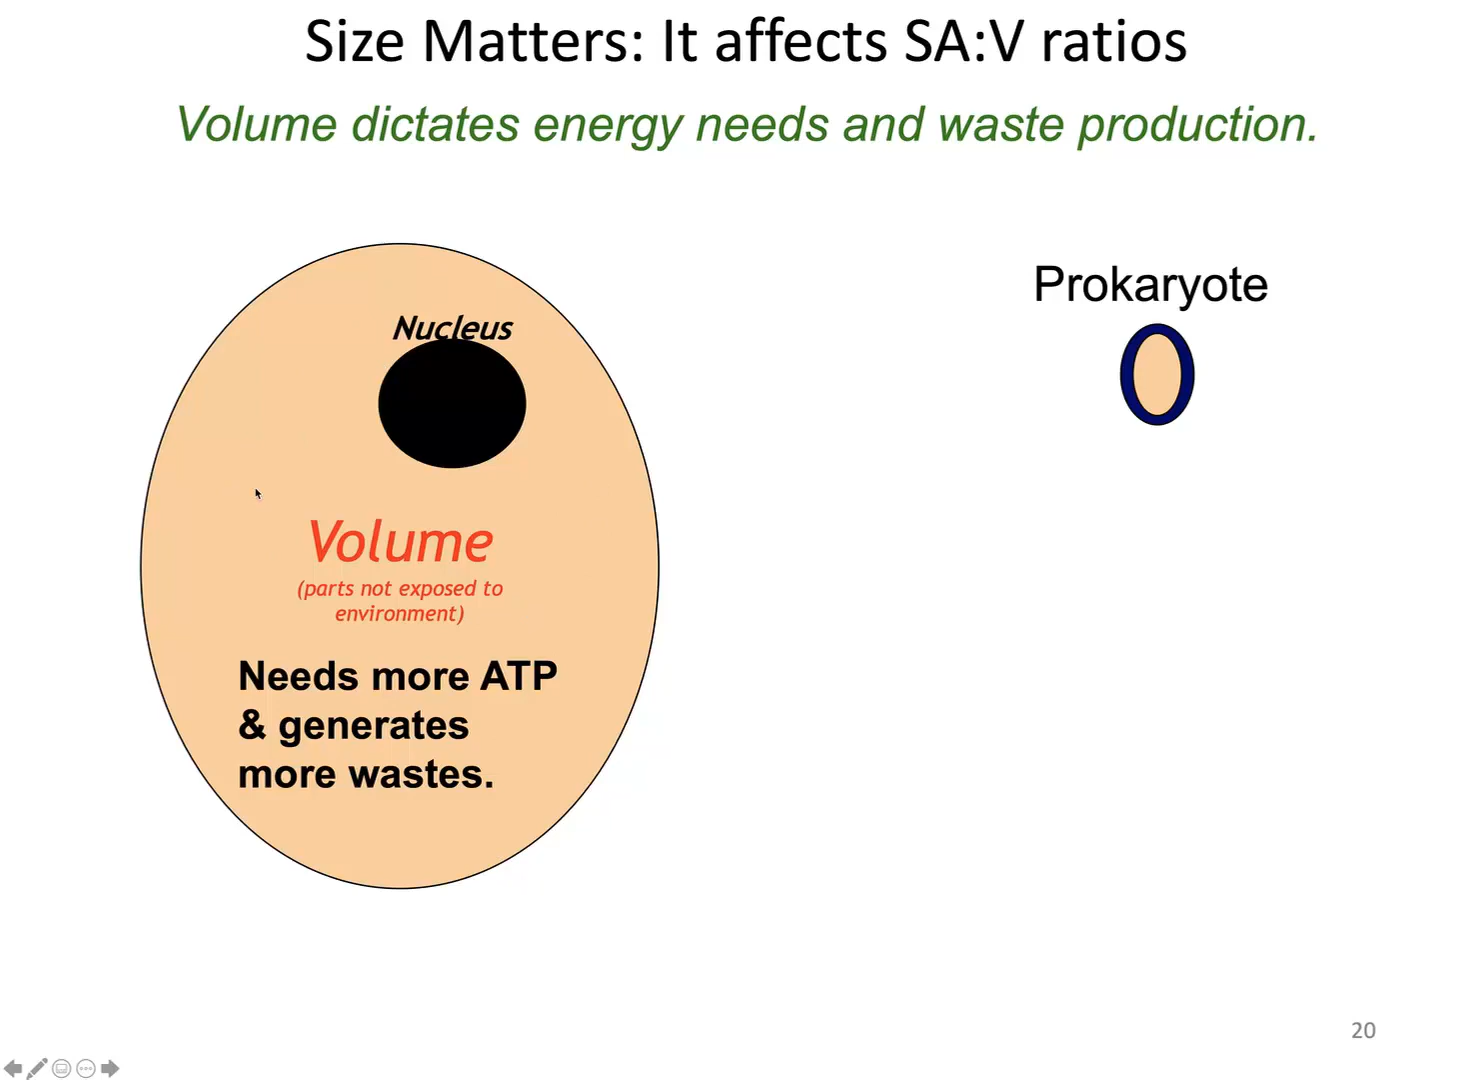 Size Matters: It affects SA:V ratios
Volume dictates energy needs and waste production.
Prokaryote
Nucleus
Volume
(parts not exposed to
environment)
Needs more ATP
& generates
more wastes.
20